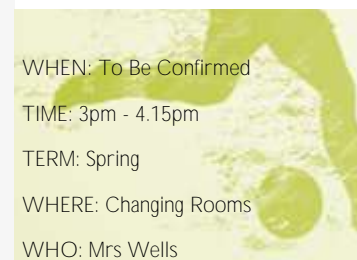 WHEN: To Be Confirmed
TIME: 3pm - 4.15pm
TERM: Spring
WHERE: Changing Rooms
WHO: Mrs Wells